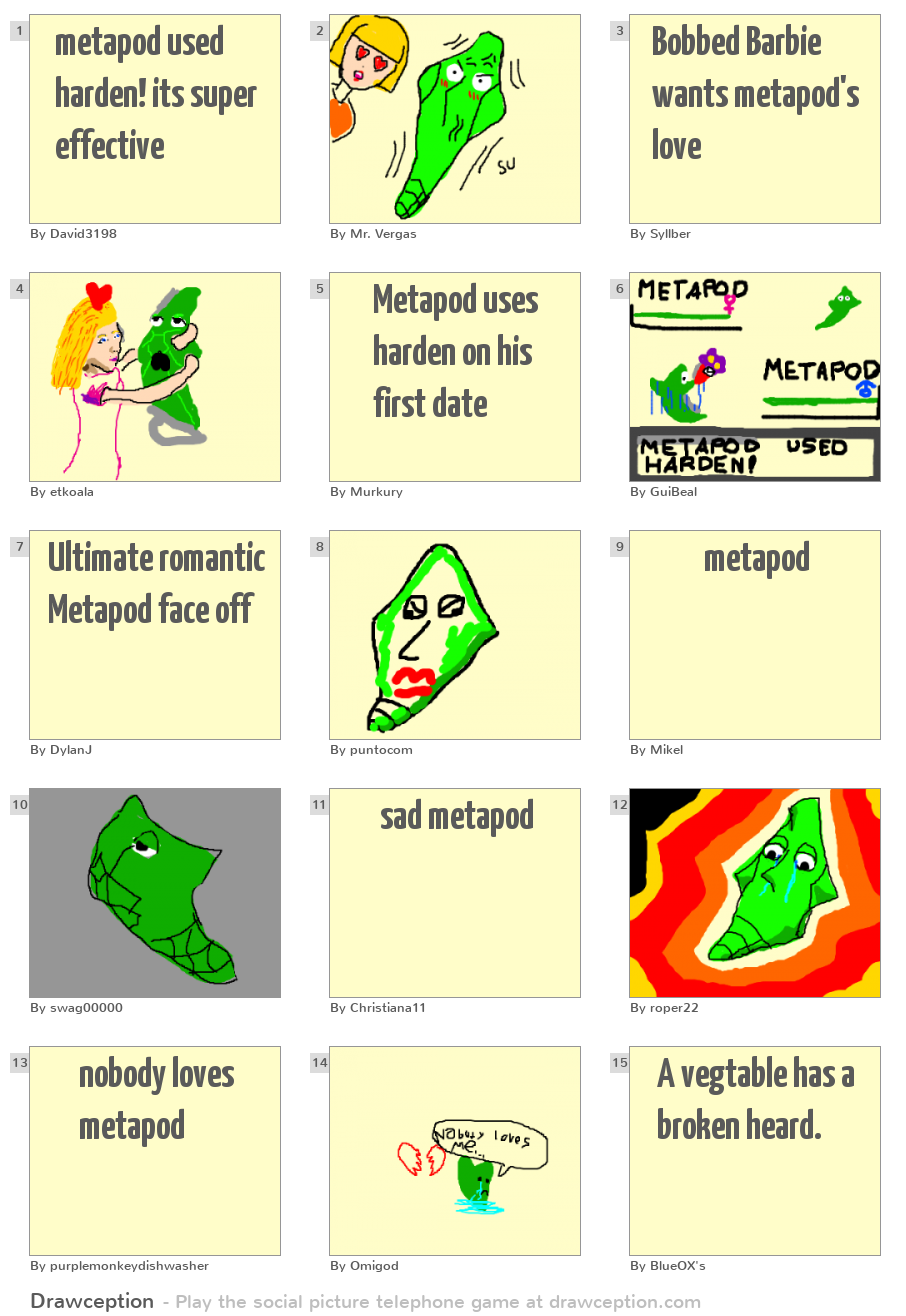 1
metapod used
harden! its super
effective
By David3198
2
SU
By Mr. Vergas
3
Bobbed Barbie
wants metapod's
love
By Syllber
4
By etkoala
5
Metapod uses
harden on his
first date
By Murkury
6
METAPOD
METAPOD
METAPOD USED
HARDEN!
By GuiBeal
7
Ultimate romantic
Metapod face off
By DylanJ
8
By puntocom
9
metapod
By Mikel
10
By swag00000
11
sad metapod
By Christiana11
12
By roper22
13
nobody loves
metapod
By purplemonkeydishwasher
14
Nobody loves
me...
By Omigod
15
A vegtable has a
broken heard.
By BlueOX's
Drawception - Play the social picture telephone game at drawception.com